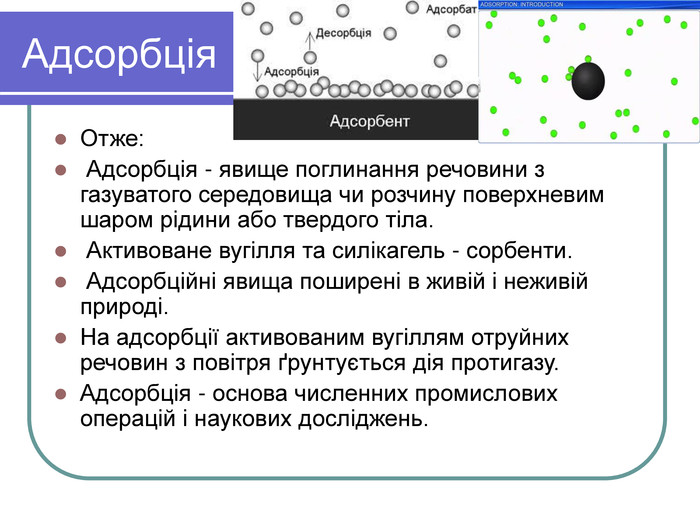 Адсорбція
Адсорбат
Десорбція
Адсорбція
Адсорбент
ADSORPTION: INTRODUCTION
Отже:
Адсорбція - явище поглинання речовини з
газуватого середовища чи розчину поверхневим
шаром рідини або твердого тіла.
Активоване вугілля та силікагель - сорбенти.
Адсорбційні явища поширені в живій і неживій
природі.
На адсорбції активованим вугіллям отруйних
речовин з повітря ґрунтується дія протигазу.
Адсорбція - основа численних промислових
операцій і наукових досліджень.